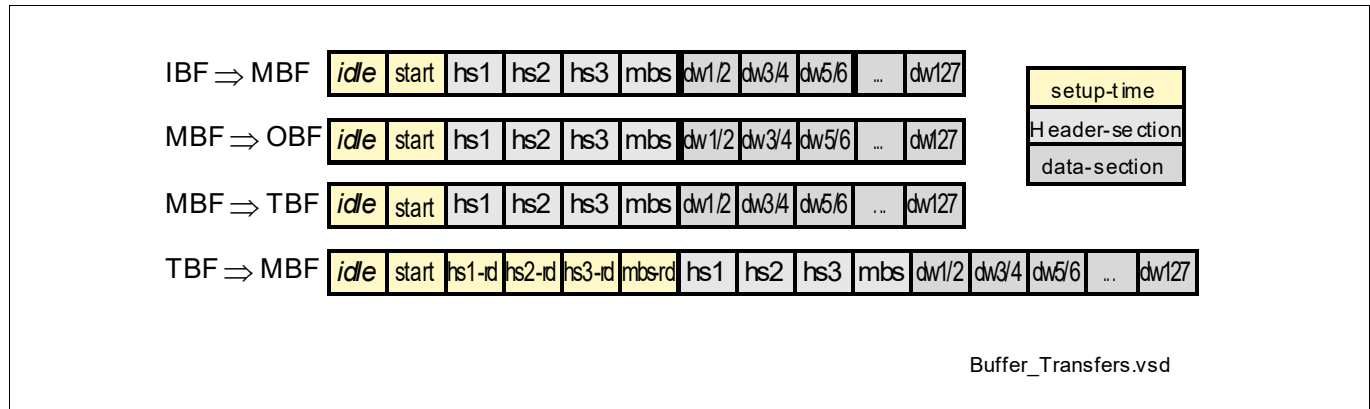 IBF ⇒ MBF idle start hs1 hs2 hs3 mbs dw1/2 dw3/4 dw5/6 ... dw127
setup-time
Header-section
data-section
MBF ⇒ OBF idle start hs1 hs2 hs3 mbs dw1/2 dw3/4 dw5/6 ... dw127
MBF ⇒ TBF idle start hs1 hs2 hs3 mbs dw1/2 dw3/4 dw5/6 ... dw127
TBF ⇒ MBF idle start hs1-rd hs2-rd hs3-rd mbs-rd hs1 hs2 hs3 mbs dw1/2 dw3/4 dw5/6 ... dw127
Buffer_Transfers.vsd